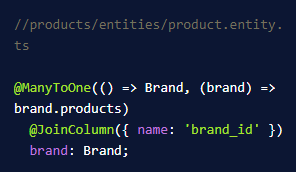 //products/entities/product.entity.
ts
@ManyToOne(() => Brand, (brand) =>
brand.products)
  @JoinColumn({ name: 'brand_id' })
  brand: Brand;